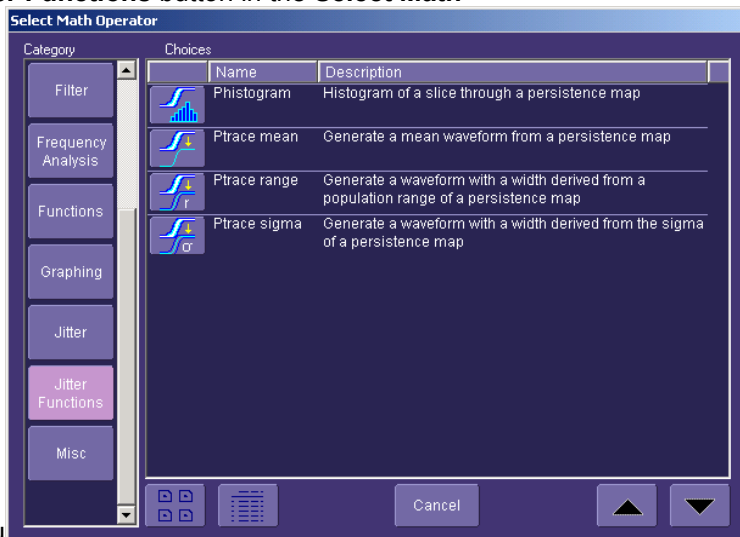 Functions button in the Select Math
Select Math Operator
Category
Choices
Filter
Frequency
Analysis
Functions
Graphing
Jitter
Jitter
Functions
Misc
Name Description
Phistogram Histogram of a slice through a persistence map
Ptrace mean Generate a mean waveform from a persistence map
Ptrace range Generate a waveform with a width derived from a
population range of a persistence map
r
Ptrace sigma Generate a waveform with a width derived from the sigma
of a persistence map
σ
Cancel